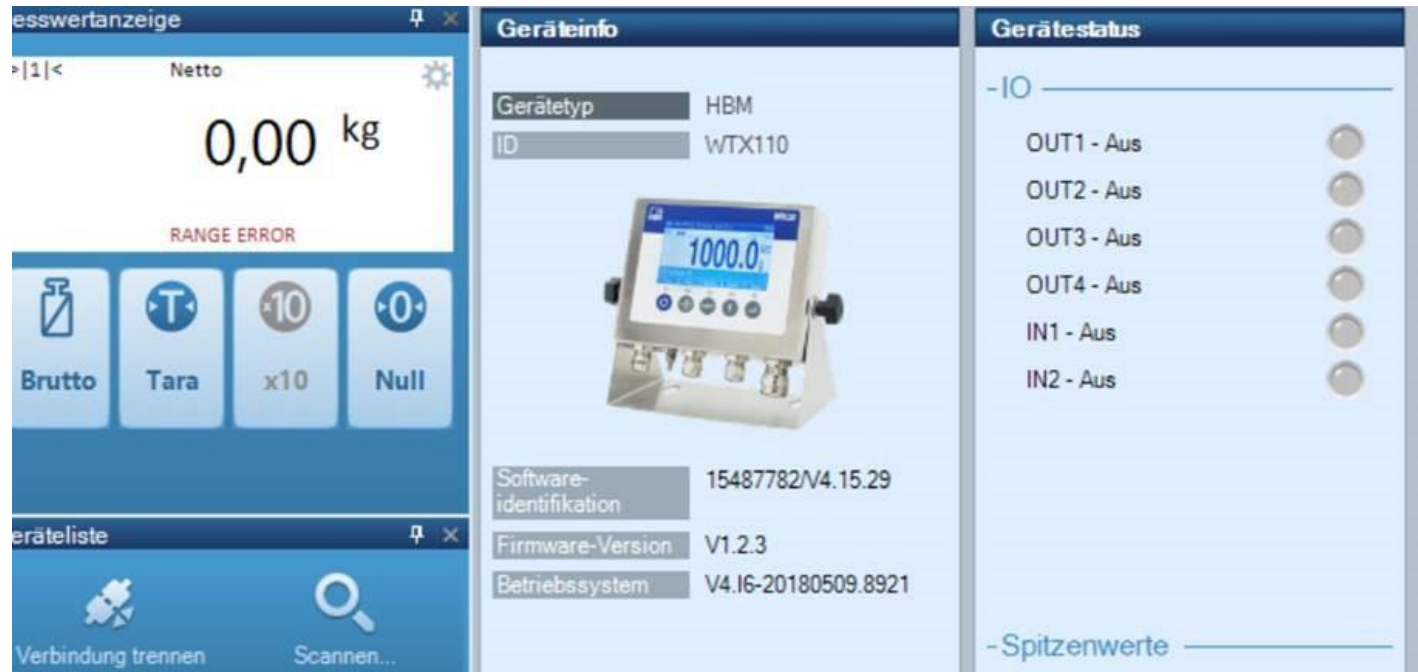 esswertanzeige
>|1|<
Netto
0,00 kg
RANGE ERROR
Brutto
Tara
x10
x10
Null
eräteliste
Verbindung trennen
Scannen...
Geräteinfo
Gerätetyp HBM
ID WTX110
1000.0
Software-
identifikation
15487782/V4.15.29
Firmware-Version V1.2.3
Betriebssystem V4.I6-20180509.8921
Gerätestatus
-IO
OUT1 - Aus
OUT2 - Aus
OUT3 - Aus
OUT4 - Aus
IN1 - Aus
IN2 - Aus
-Spitzenwerte